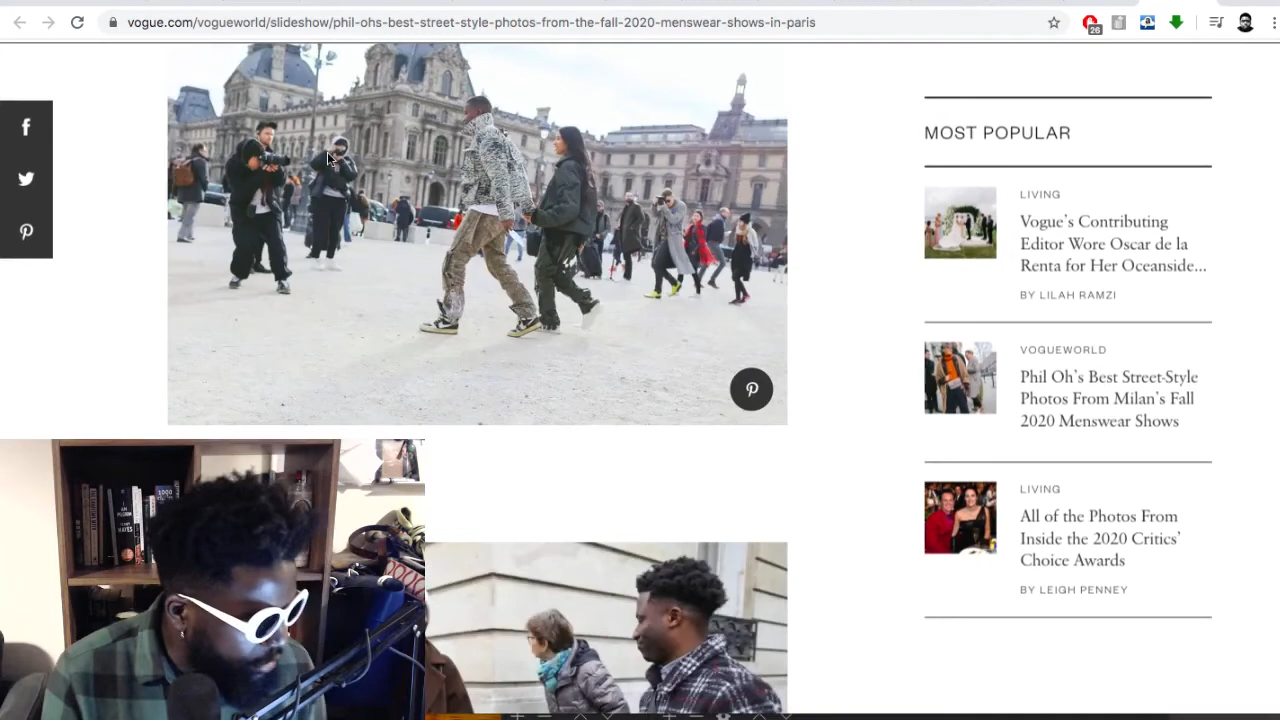 vogue.com/vogueworld/slideshow/phil-ohs-best-street-style-photos-from-the-fall-2020-menswear-shows-in-paris
26
MOST POPULAR
LIVING
Vogue's Contributing
Editor Wore Oscar de la
Renta for Her Oceanside...
BY LILAH RAMZI
VOGUEWORLD
Phil Oh's Best Street-Style
Photos From Milan's Fall
2020 Menswear Shows
LIVING
All of the Photos From
Inside the 2020 Critics'
Choice Awards
BY LEIGH PENNEY
I AM
1000